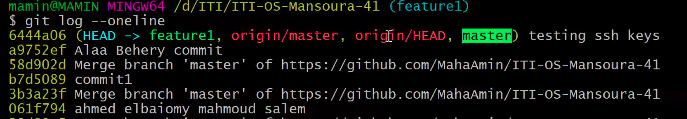 mamin@MAMIN MINGW64 /d/ITI/ITI-OS-Mansoura-41 (feature1)
$ git log --oneline
6444a06 (HEAD -> feature1, origin/master, origin/HEAD, master) testing ssh keys
a9752ef Alaa Behery commit
58d902d Merge branch 'master' of https://github.com/MahaAmin/ITI-OS-Mansoura-41
b7d5089 commit1
3b3a23f Merge branch 'master' of https://github.com/MahaAmin/ITI-OS-Mansoura-41
061f794 ahmed elbaiomy mahmoud salem